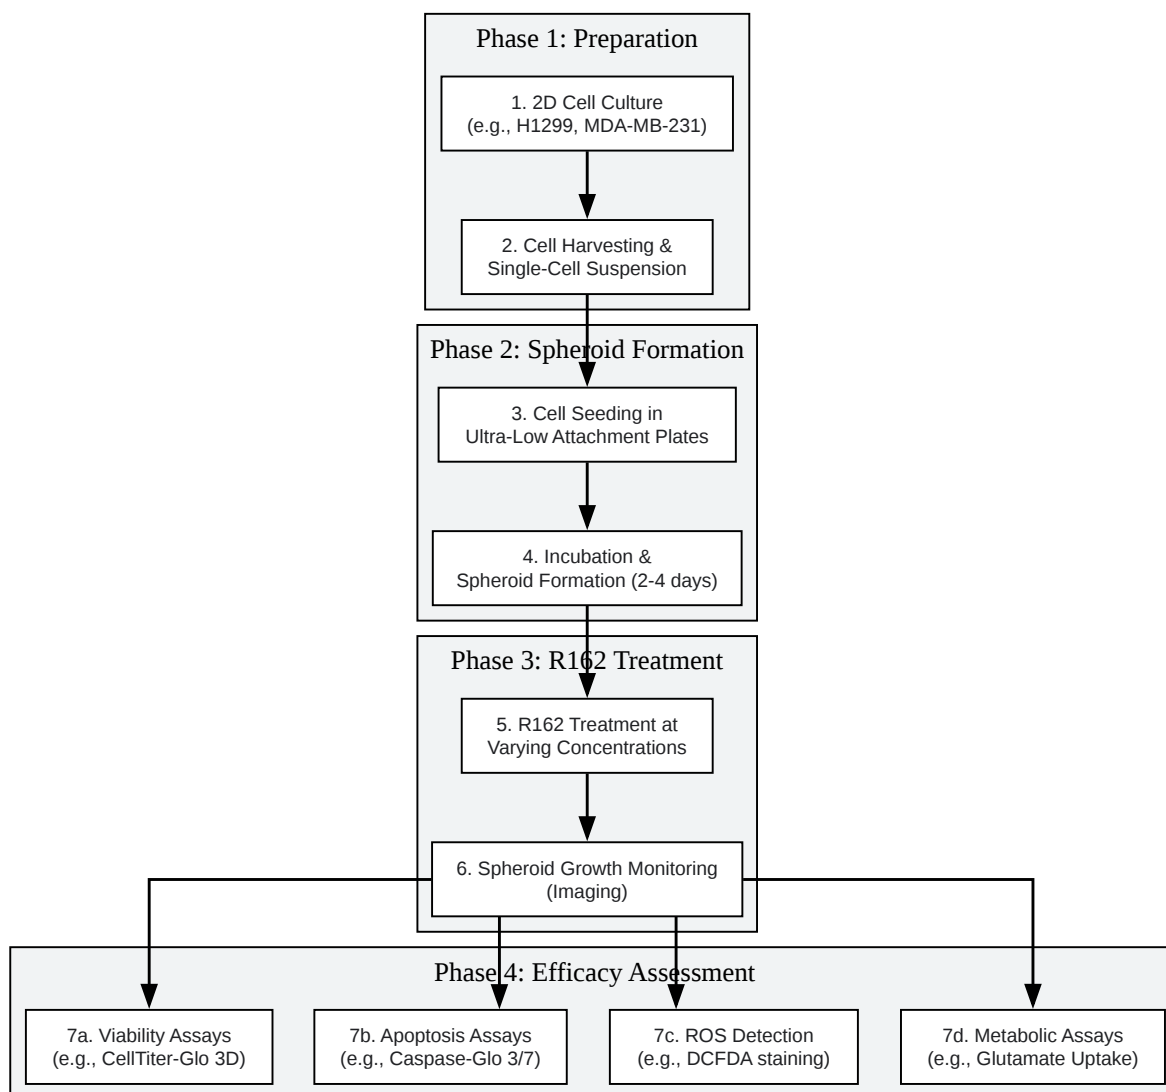 Phase 1: Preparation
1. 2D Cell Culture
(e.g., H1299, MDA-MB-231)
2. Cell Harvesting &
Single-Cell Suspension
Phase 2: Spheroid Formation
3. Cell Seeding in
Ultra-Low Attachment Plates
4. Incubation &
Spheroid Formation (2-4 days)
Phase 3: R162 Treatment
5. R162 Treatment at
Varying Concentrations
6. Spheroid Growth Monitoring
(Imaging)
Phase 4: Efficacy Assessment
7a. Viability Assays
(e.g., CellTiter-Glo 3D)
7b. Apoptosis Assays
(e.g., Caspase-Glo 3/7)
7c. ROS Detection
(e.g., DCFDA staining)
7d. Metabolic Assays
(e.g., Glutamate Uptake)